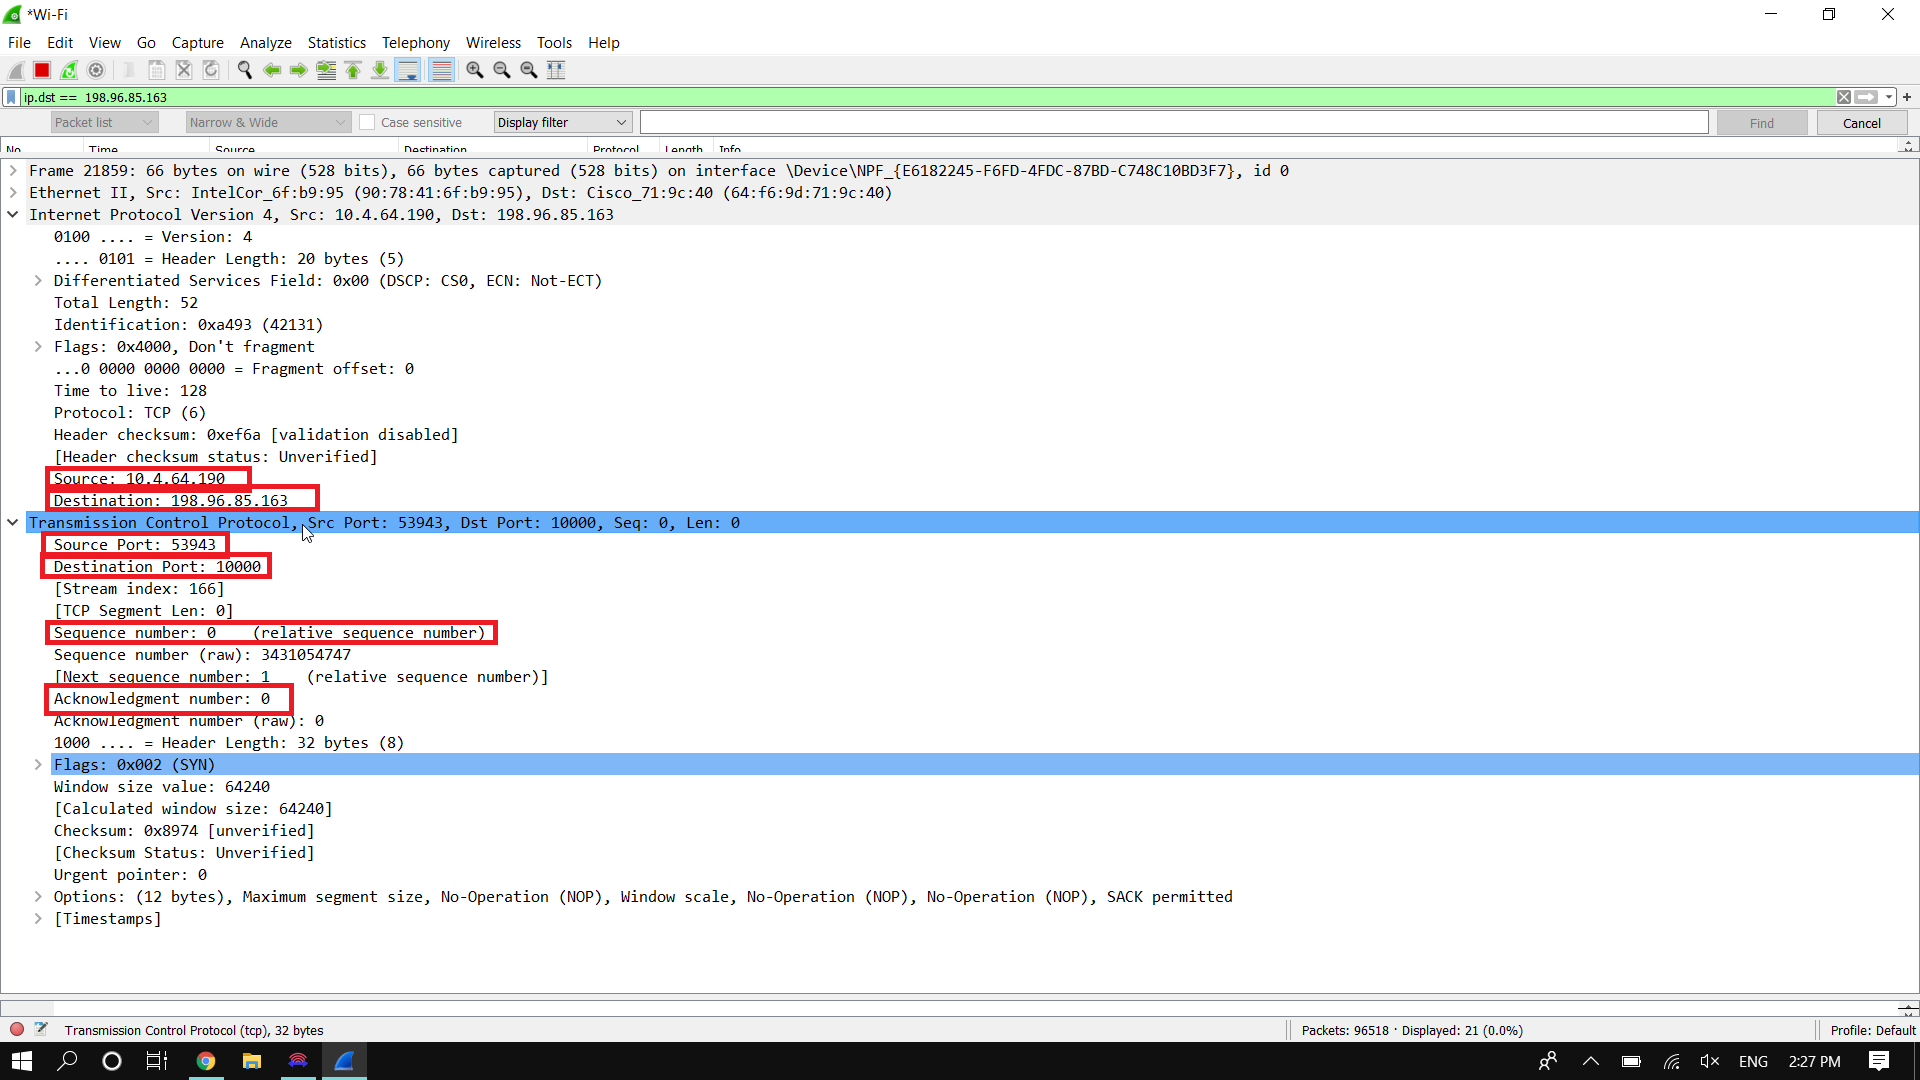 *Wi-Fi
File Edit View Go Capture Analyze Statistics Telephony Wireless Tools Help
ip.dst == 198.96.85.163
Packet list Narrow & Wide Case sensitive Display filter Find Cancel
No. Time Source Destination Protocol Length Info
Frame 21859: 66 bytes on wire (528 bits), 66 bytes captured (528 bits) on interface \Device\NPF_{E6182245-F6FD-4FDC-87BD-C748C10BD3F7}, id 0
Ethernet II, Src: IntelCor_6f:b9:95 (90:78:41:6f:b9:95), Dst: Cisco_71:9c:40 (64:f6:9d:71:9c:40)
Internet Protocol Version 4, Src: 10.4.64.190, Dst: 198.96.85.163
0100 .... = Version: 4
.... 0101 = Header Length: 20 bytes (5)
Differentiated Services Field: 0x00 (DSCP: CS0, ECN: Not-ECT)
Total Length: 52
Identification: 0xa493 (42131)
Flags: 0x4000, Don't fragment
...0 0000 0000 0000 = Fragment offset: 0
Time to live: 128
Protocol: TCP (6)
Header checksum: 0xef6a [validation disabled]
[Header checksum status: Unverified]
Source: 10.4.64.190
Destination: 198.96.85.163
Transmission Control Protocol, Src Port: 53943, Dst Port: 10000, Seq: 0, Len: 0
Source Port: 53943
Destination Port: 10000
[Stream index: 166]
[TCP Segment Len: 0]
Sequence number: 0 (relative sequence number)
Sequence number (raw): 3431054747
[Next sequence number: 1 (relative sequence number)]
Acknowledgment number: 0
Acknowledgment number (raw): 0
1000 .... = Header Length: 32 bytes (8)
Flags: 0x002 (SYN)
Window size value: 64240
[Calculated window size: 64240]
Checksum: 0x8974 [unverified]
[Checksum Status: Unverified]
Urgent pointer: 0
Options: (12 bytes), Maximum segment size, No-Operation (NOP), Window scale, No-Operation (NOP), No-Operation (NOP), SACK permitted
[Timestamps]
Transmission Control Protocol (tcp), 32 bytes Packets: 96518 · Displayed: 21 (0.0%) Profile: Default
ENG 2:27 PM